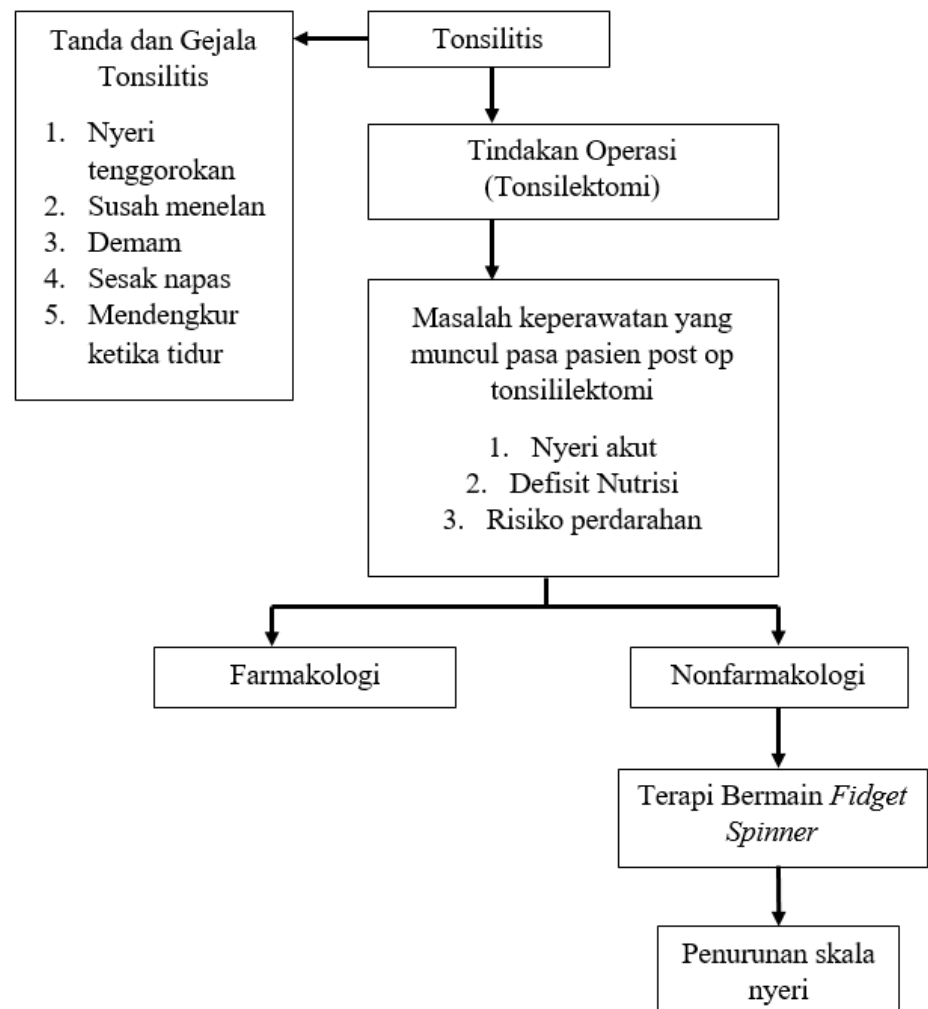 Tanda dan Gejala
Tonsilitis
1. Nyeri
tenggorokan
2. Susah menelan
3. Demam
4. Sesak napas
5. Mendengkur
ketika tidur
Tonsilitis
Tindakan Operasi
(Tonsilektomi)
Masalah keperawatan yang
muncul pasa pasien post op
tonsililektomi
1. Nyeri akut
2. Defisit Nutrisi
3. Risiko perdarahan
Farmakologi
Nonfarmakologi
Terapi Bermain Fidget
Spinner
Penurunan skala
nyeri